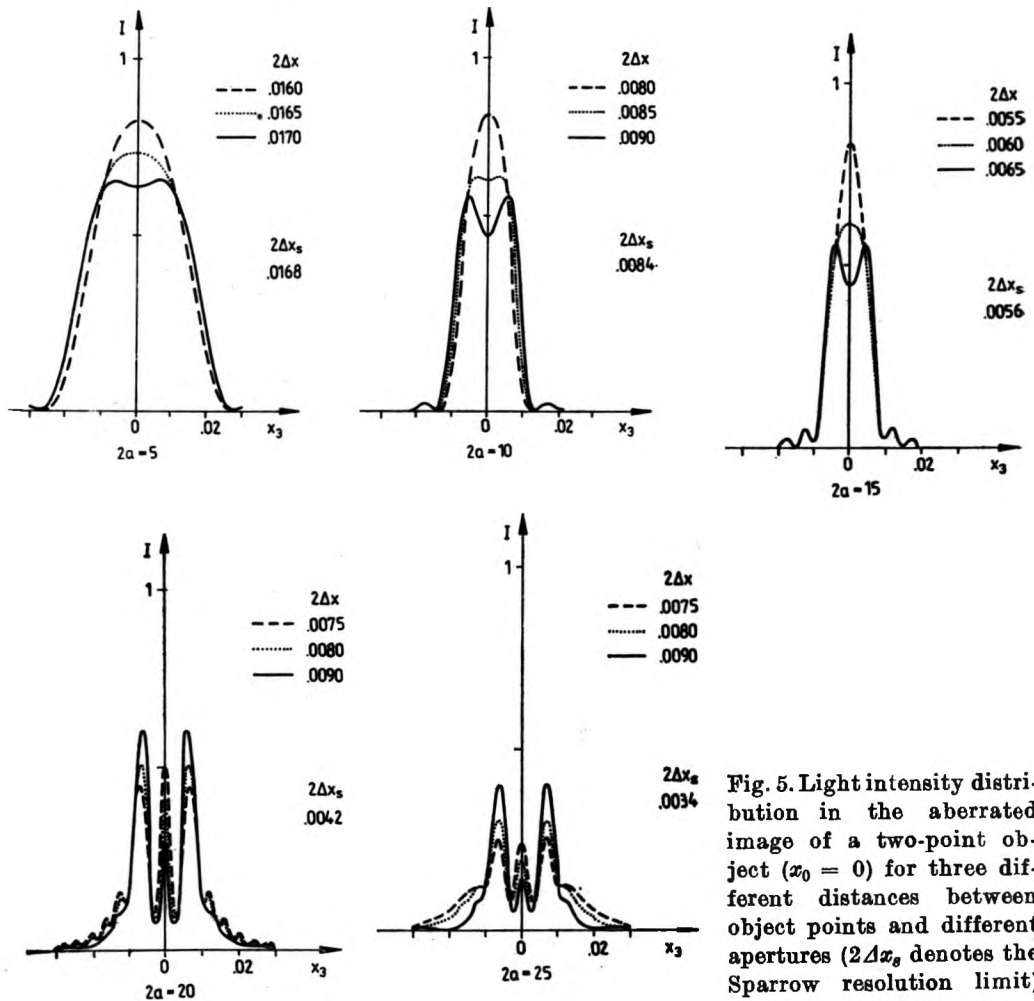 I
1
2Δx
.0160
.0165
.0170
2Δxs
.0168
0 .02 x3
2a = 5
I
1
2Δx
.0080
.0085
.0090
2Δxs
.0084
0 .02 x3
2a = 10
I
1
2Δx
.0055
.0060
.0065
2Δxs
.0056
0 .02 x3
2a = 15
I
1
2Δx
.0075
.0080
.0090
2Δxs
.0042
0 .02 x3
2a = 20
I
1
2Δx
.0075
.0080
.0090
2Δxs
.0034
0 .02 x3
2a = 25
Fig. 5. Light intensity distri-
bution in the aberrated
image of a two-point ob-
ject (x0 = 0) for three dif-
ferent distances between
object points and different
apertures (2Δxs denotes the
Sparrow resolution limit)